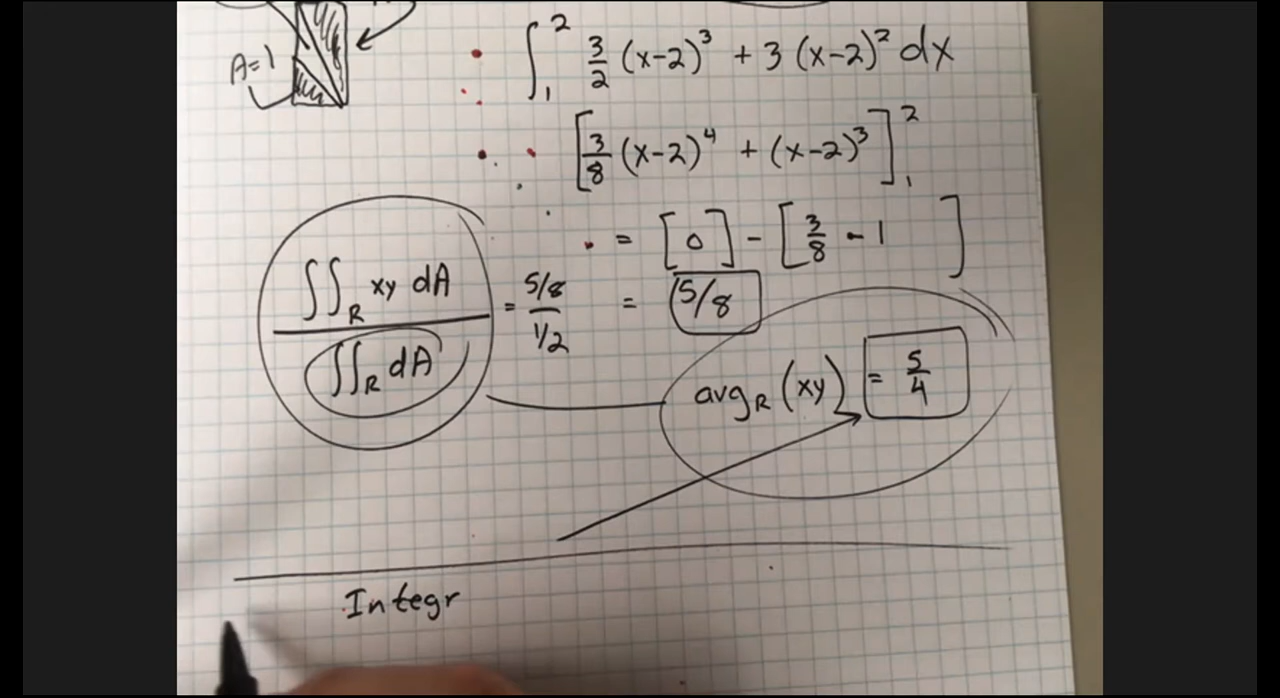 A=1
∫₁² 3/2 (x-2)³ + 3 (x-2)² dx
[3/8 (x-2)⁴ + (x-2)³]₁²
= [0] - [3/8 - 1]
∫∫_R xy dA / ∫∫_R dA = 5/8 / 1/2
= 5/8
avg_R (xy) = 5/4
Integr